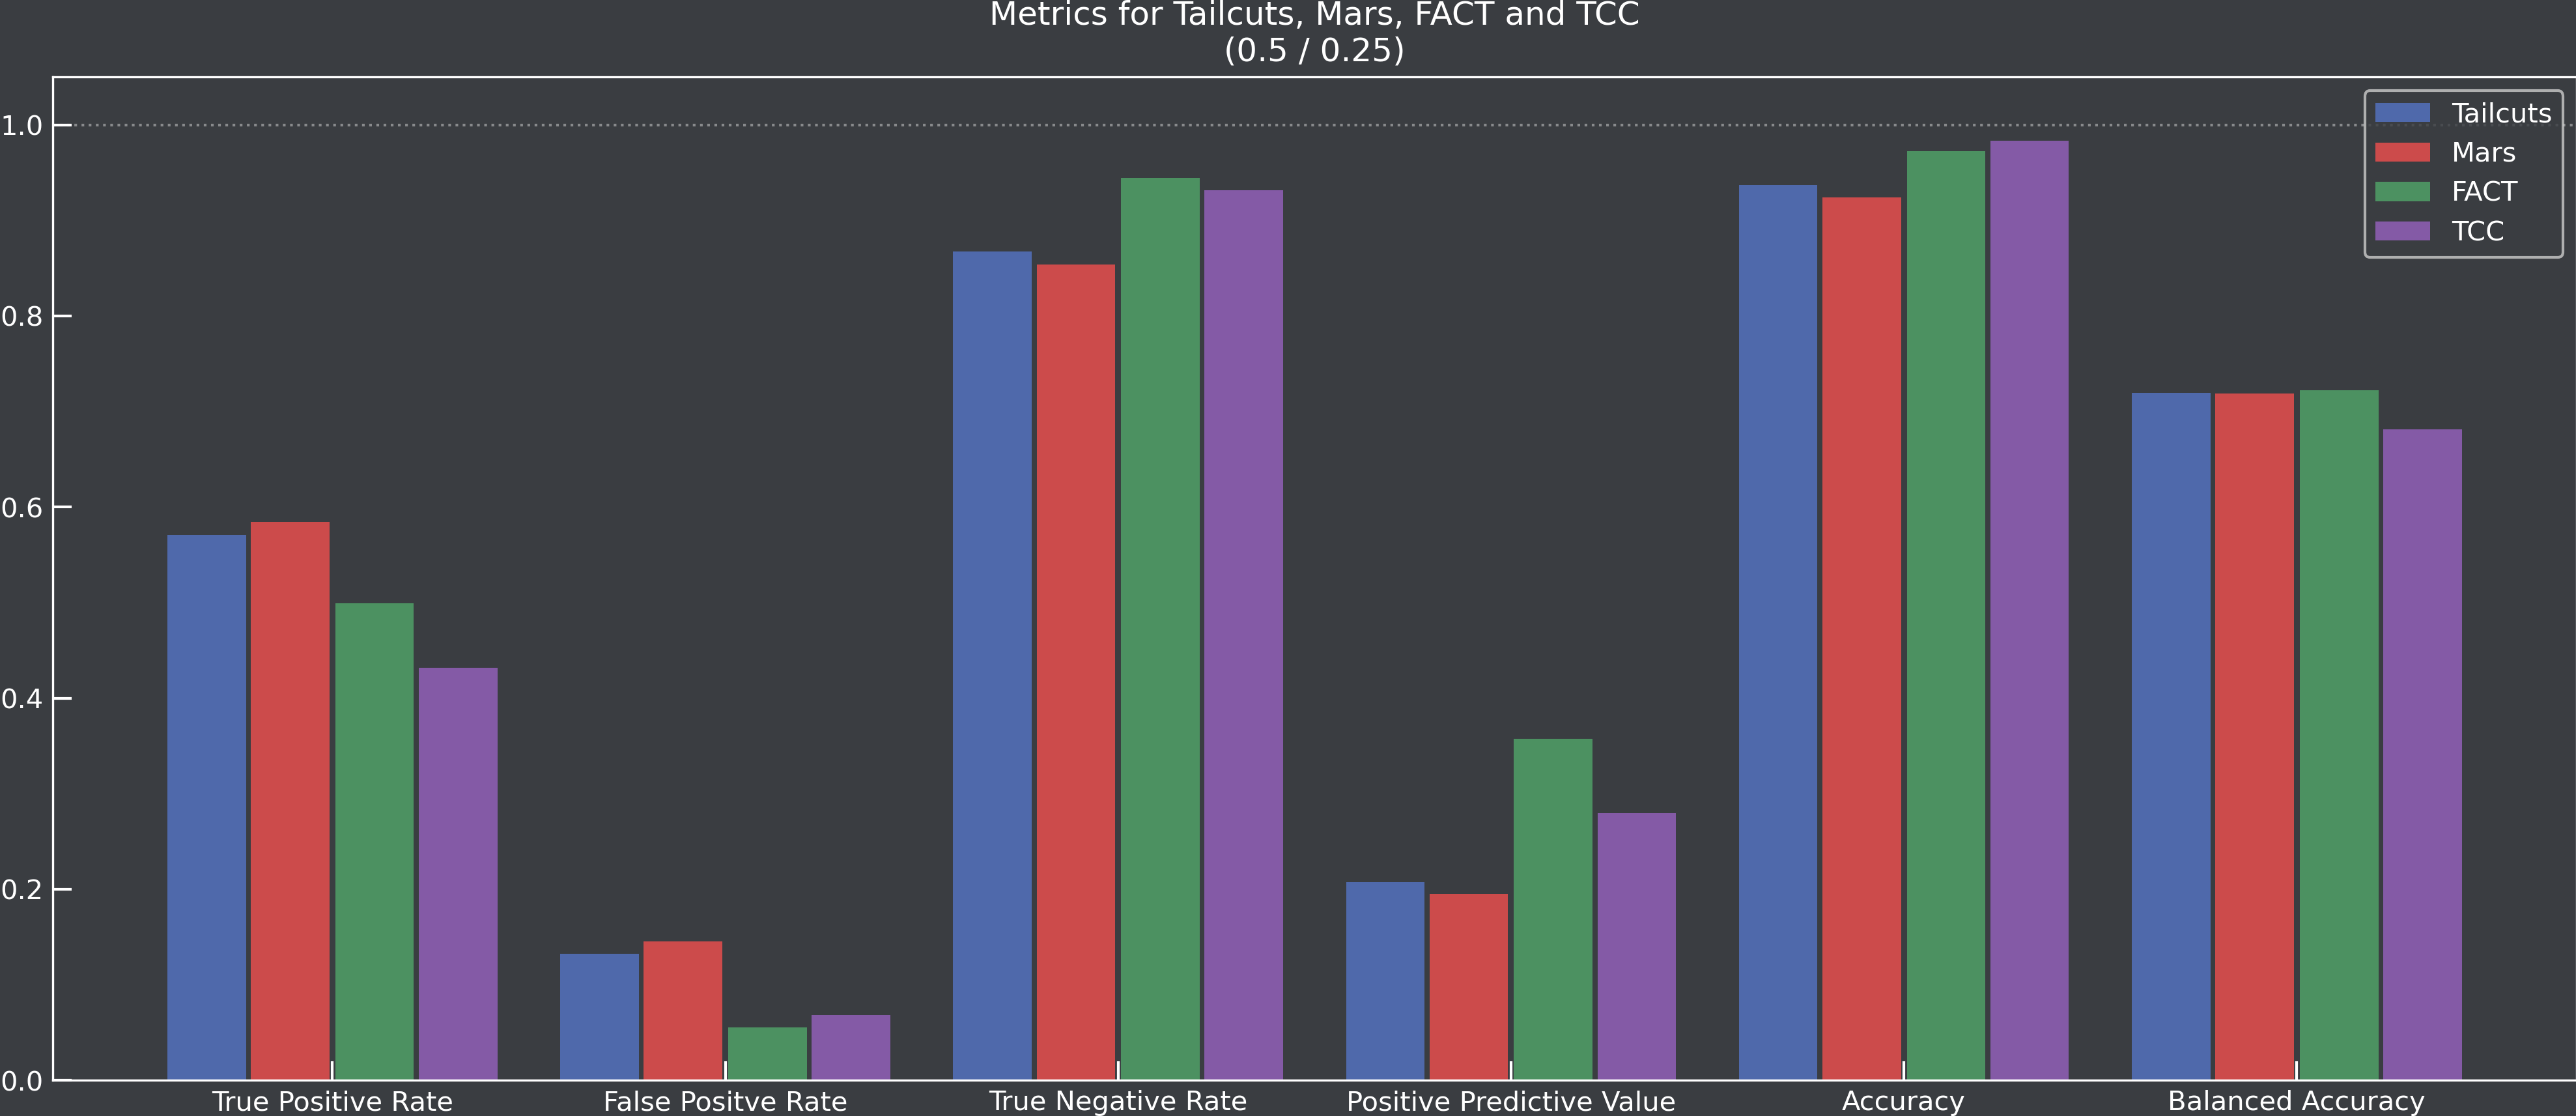 Metrics for Tailcuts, Mars, FACT and TCC
(0.5 / 0.25)
1.0
0.8
0.6
0.4
0.2
0.0
Tailcuts
Mars
FACT
TCC
True Positive Rate
False Positve Rate
True Negative Rate
Positive Predictive Value
Accuracy
Balanced Accuracy